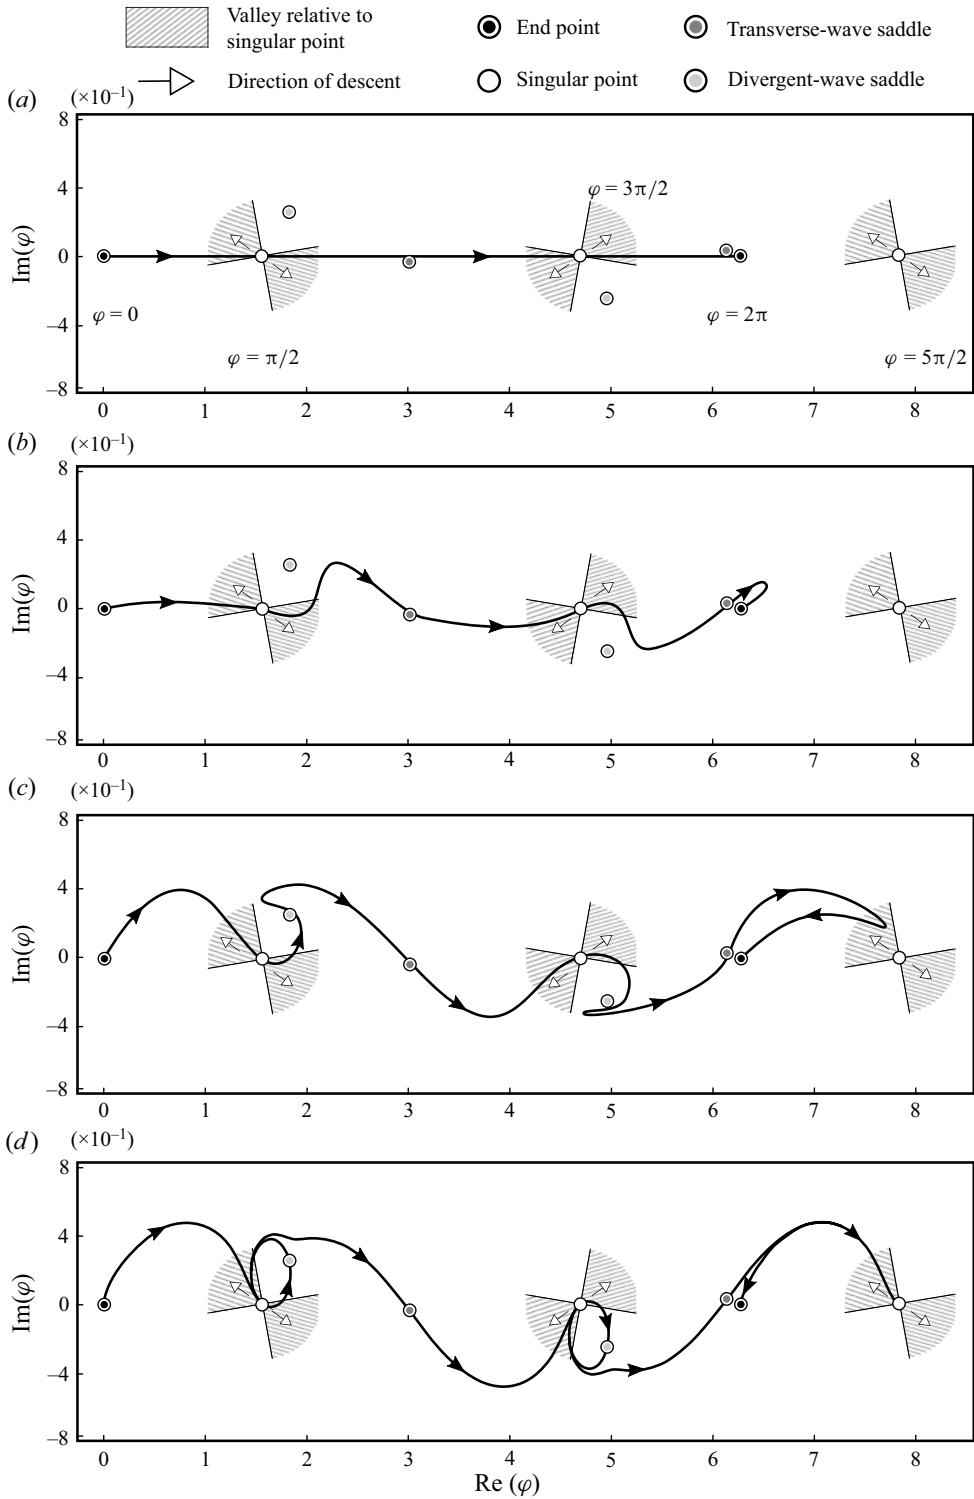 Valley relative to
singular point
End point
Transverse-wave saddle
Direction of descent
Singular point
Divergent-wave saddle
(a) (×10⁻¹)
8
4
φ = 3π/2
Im(φ)
0
φ = 0
φ = 2π
–4
φ = π/2
φ = 5π/2
–8
0 1 2 3 4 5 6 7 8
(b) (×10⁻¹)
8
4
Im(φ)
0
–4
–8
0 1 2 3 4 5 6 7 8
(c) (×10⁻¹)
8
4
Im(φ)
0
–4
–8
0 1 2 3 4 5 6 7 8
(d) (×10⁻¹)
8
4
Im(φ)
0
–4
–8
0 1 2 3 4 5 6 7 8
Re (φ)